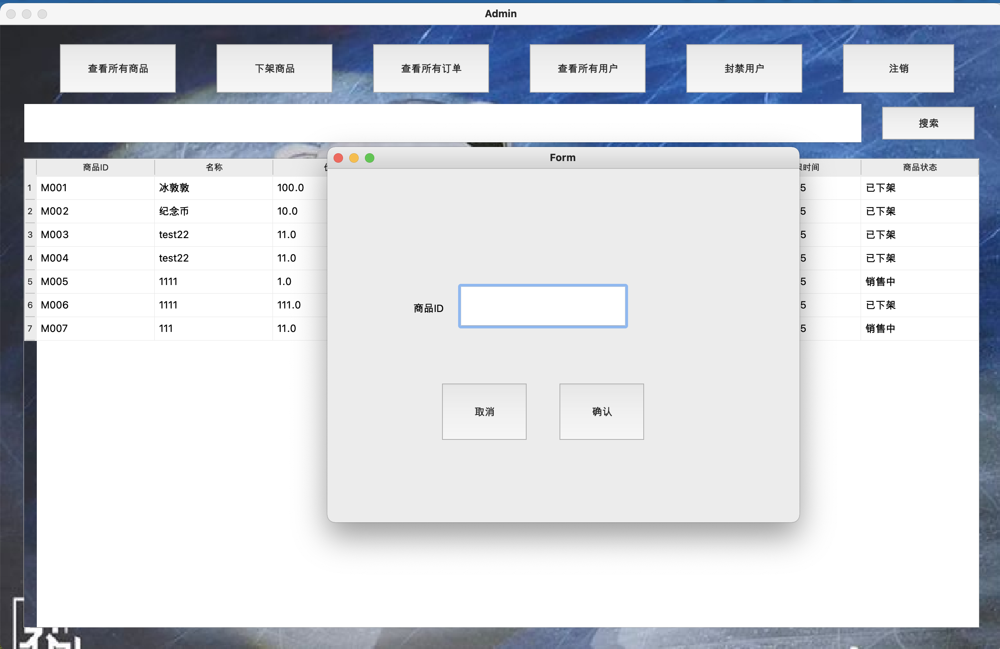 Admin
查看所有商品 下架商品 查看所有订单 查看所有用户 封禁用户 注销
搜索
Form
商品ID 名称 时间 商品状态
1 M001 冰敦敦 100.0 5 已下架
2 M002 纪念币 10.0 5 已下架
3 M003 test22 11.0 5 已下架
4 M004 test22 11.0 5 已下架
5 M005 1111 1.0 5 销售中
6 M006 1111 111.0 5 已下架
7 M007 111 11.0 5 销售中
商品ID
取消 确认